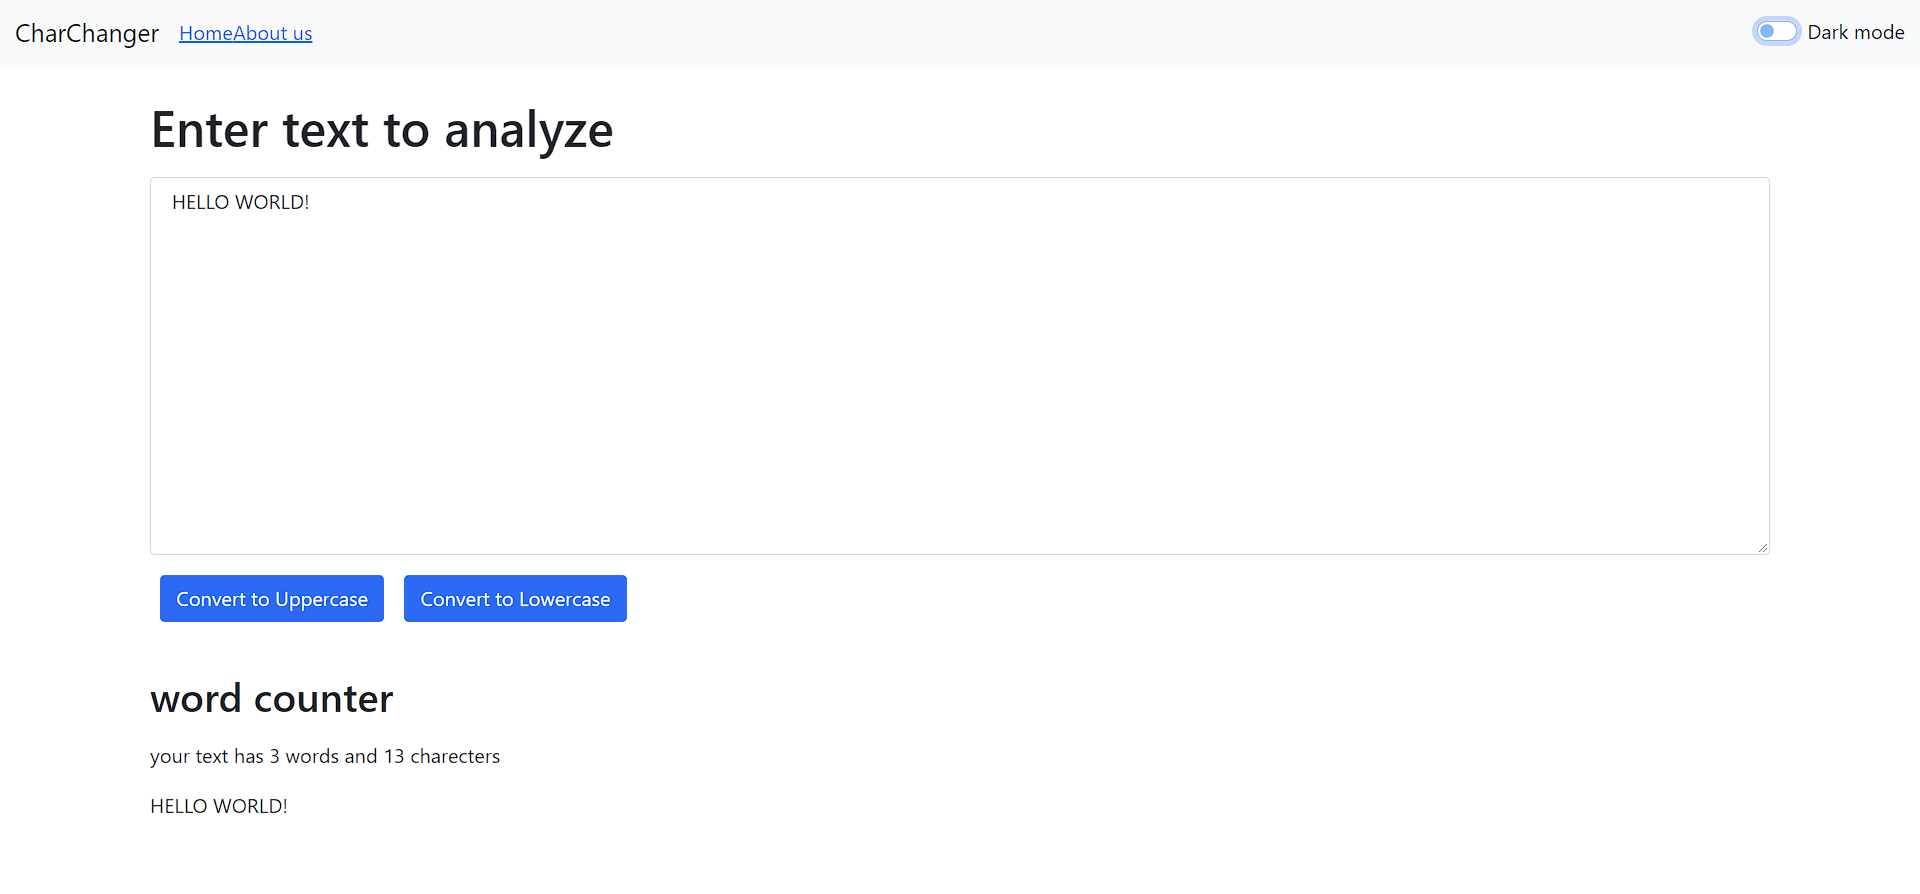 CharChanger HomeAbout us Dark mode
Enter text to analyze
HELLO WORLD!
Convert to Uppercase Convert to Lowercase
word counter
your text has 3 words and 13 charecters
HELLO WORLD!